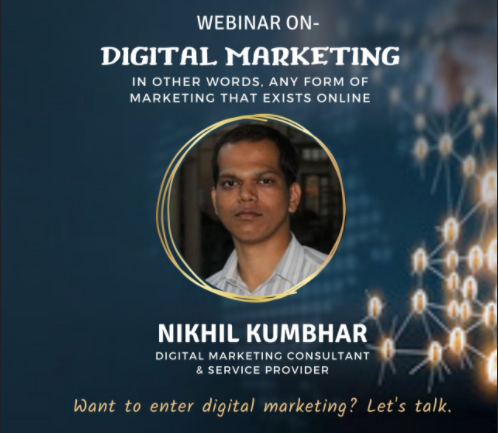 WEBINAR ON-
DIGITAL MARKETING
IN OTHER WORDS, ANY FORM OF
MARKETING THAT EXISTS ONLINE
NIKHIL KUMBHAR
DIGITAL MARKETING CONSULTANT
& SERVICE PROVIDER
Want to enter digital marketing? Let's talk.